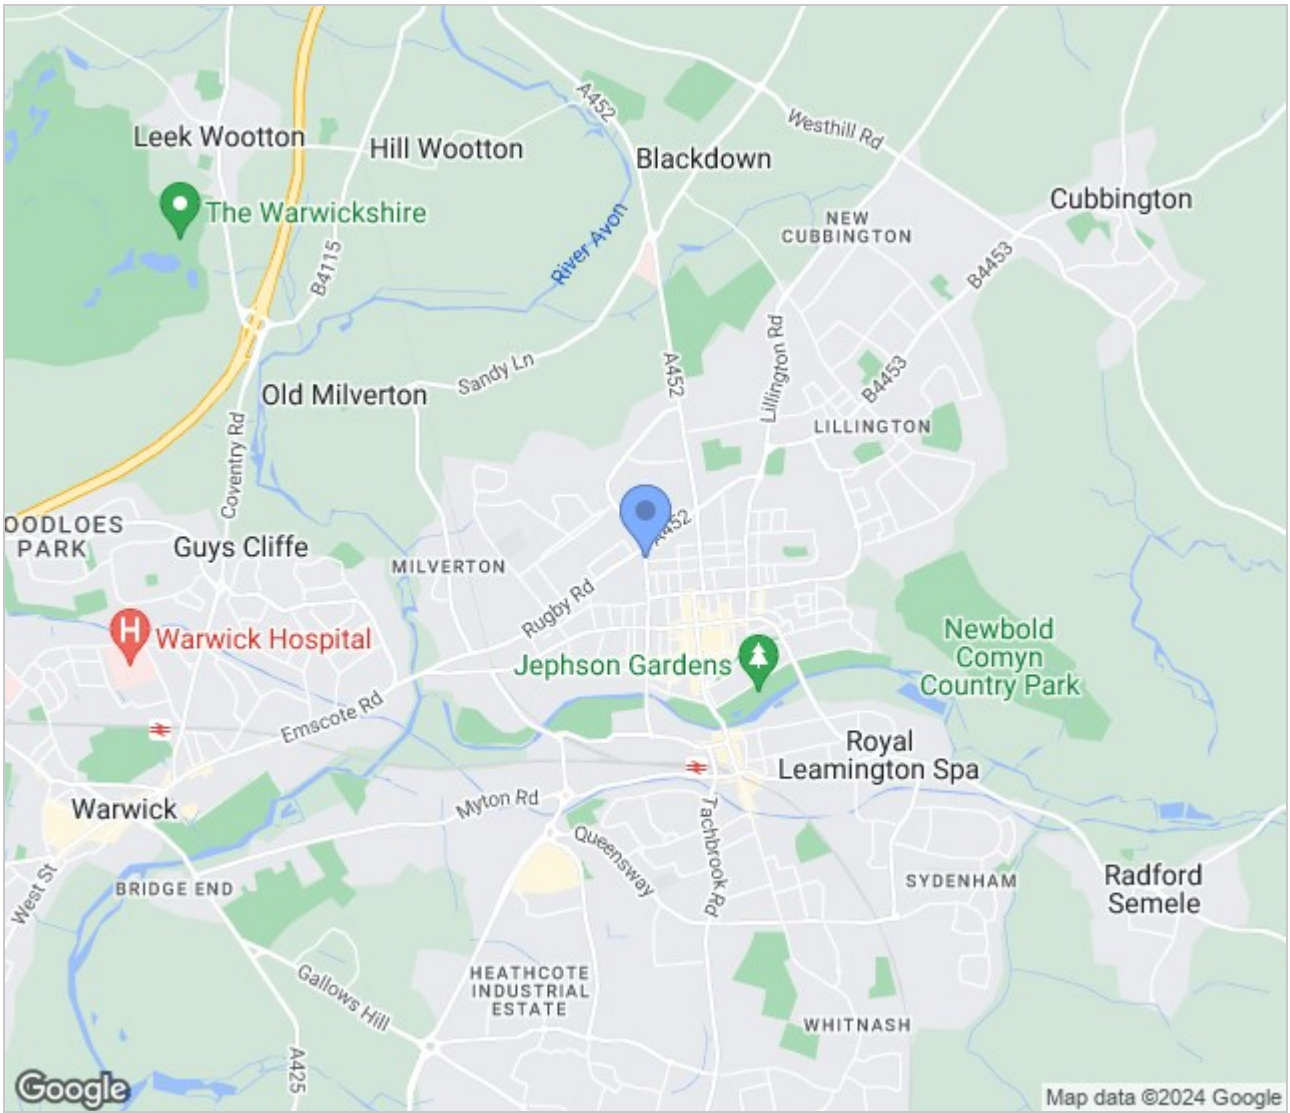 A452
Westhill Rd
Leek Wootton
Hill Wootton
Blackdown
Cubbington
The Warwickshire
NEW
CUBBINGTON
River Avon
B4115
B4453
A452
Lillington Rd
Sandy Ln
B4453
Old Milverton
LILLINGTON
Coventry Rd
OODLOES
PARK
A452
Guys Cliffe
MILVERTON
Rugby Rd
H
Warwick Hospital
Newbold
Comyn
Country Park
Jephson Gardens
Emscote Rd
Royal
Leamington Spa
Warwick
Myton Rd
Tachbrook Rd
Queensway
West St
BRIDGE END
SYDENHAM
Radford
Semele
Gallows Hill
HEATHCOTE
INDUSTRIAL
ESTATE
WHITNASH
A425
Google
Map data ©2024 Google